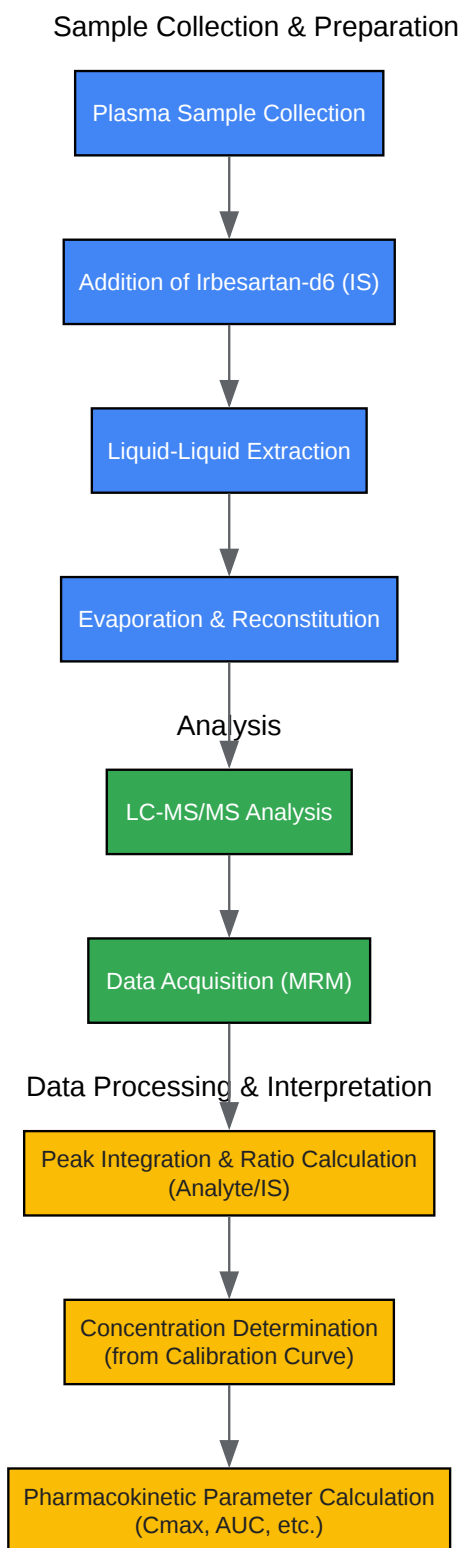 Sample Collection & Preparation
Plasma Sample Collection
Addition of Irbesartan-d6 (IS)
Liquid-Liquid Extraction
Evaporation & Reconstitution
Analysis
LC-MS/MS Analysis
Data Acquisition (MRM)
Data Processing & Interpretation
Peak Integration & Ratio Calculation
(Analyte/IS)
Concentration Determination
(from Calibration Curve)
Pharmacokinetic Parameter Calculation
(Cmax, AUC, etc.)